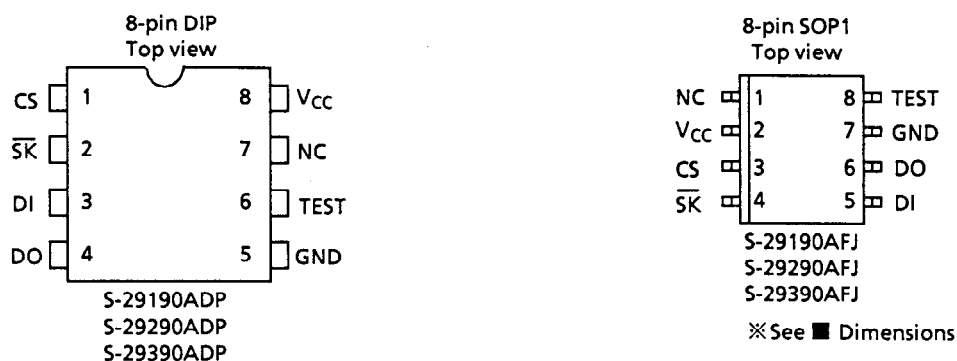 8-pin DIP
Top view
CS 1 8 VCC
S̅K̅ 2 7 NC
DI 3 6 TEST
DO 4 5 GND
S-29190ADP
S-29290ADP
S-29390ADP
8-pin SOP1
Top view
NC 1 8 TEST
VCC 2 7 GND
CS 3 6 DO
S̅K̅ 4 5 DI
S-29190AFJ
S-29290AFJ
S-29390AFJ
※See ■ Dimensions